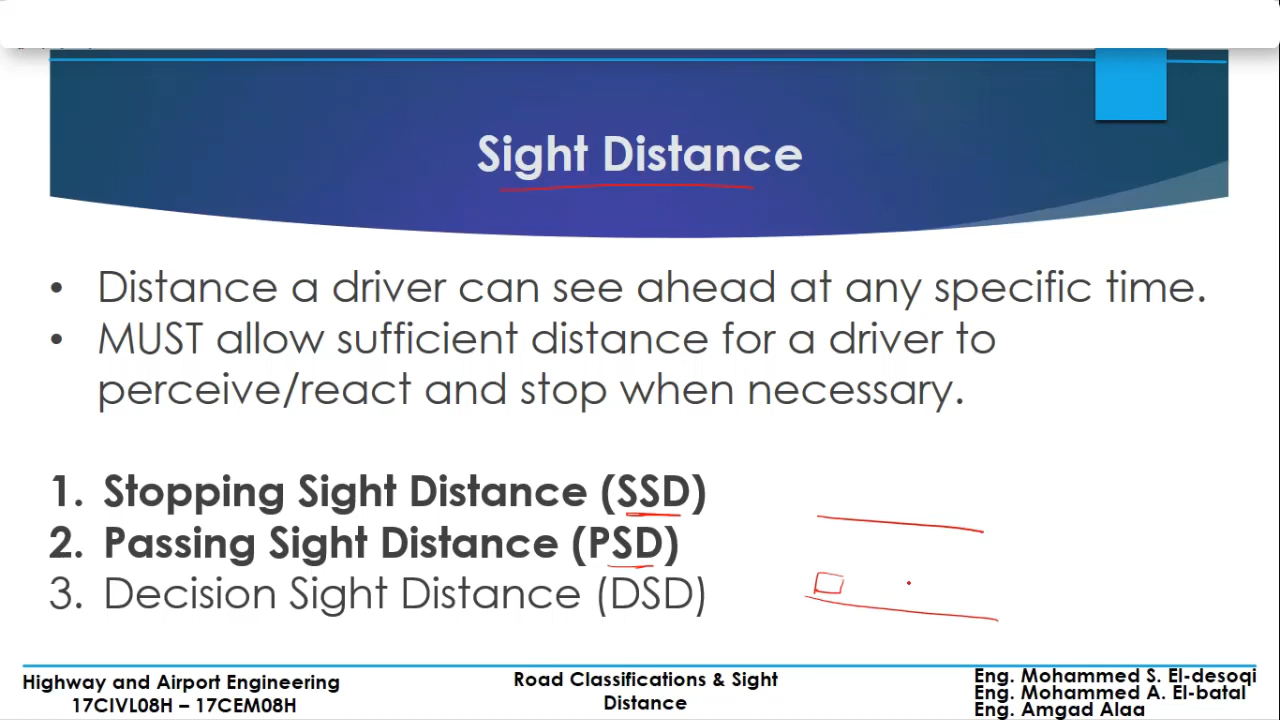 Sight Distance
• Distance a driver can see ahead at any specific time.
• MUST allow sufficient distance for a driver to
perceive/react and stop when necessary.
1. Stopping Sight Distance (SSD)
2. Passing Sight Distance (PSD)
3. Decision Sight Distance (DSD)
Highway and Airport Engineering
17CIVL08H – 17CEM08H
Road Classifications & Sight
Distance
Eng. Mohammed S. El-desoqi
Eng. Mohammed A. El-batal
Eng. Amgad Alaa